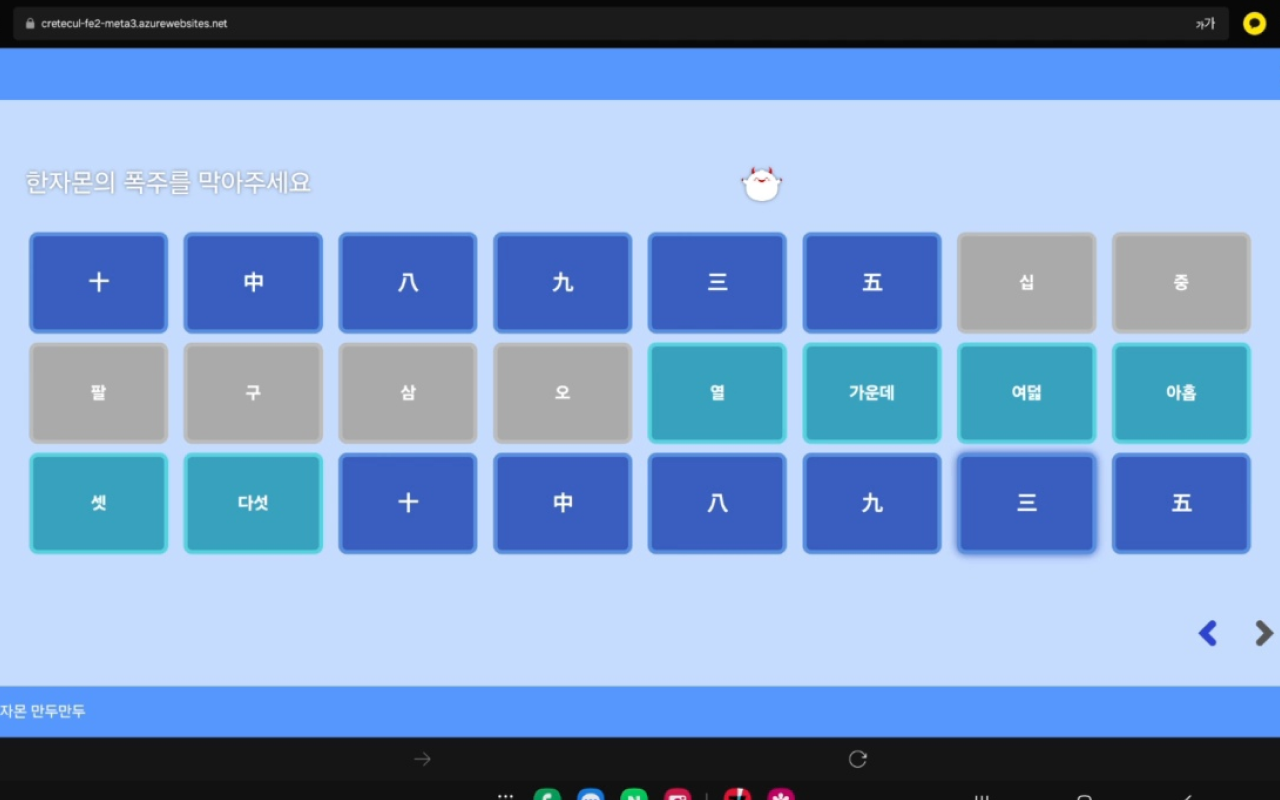 cretecul-fe2-meta3.azurewebsites.net 가가
한자몬의 폭주를 막아주세요
十 中 八 九 三 五 십 중
팔 구 삼 오 열 가운데 여덟 아홉
셋 다섯 十 中 八 九 三 五
자몬 만두만두